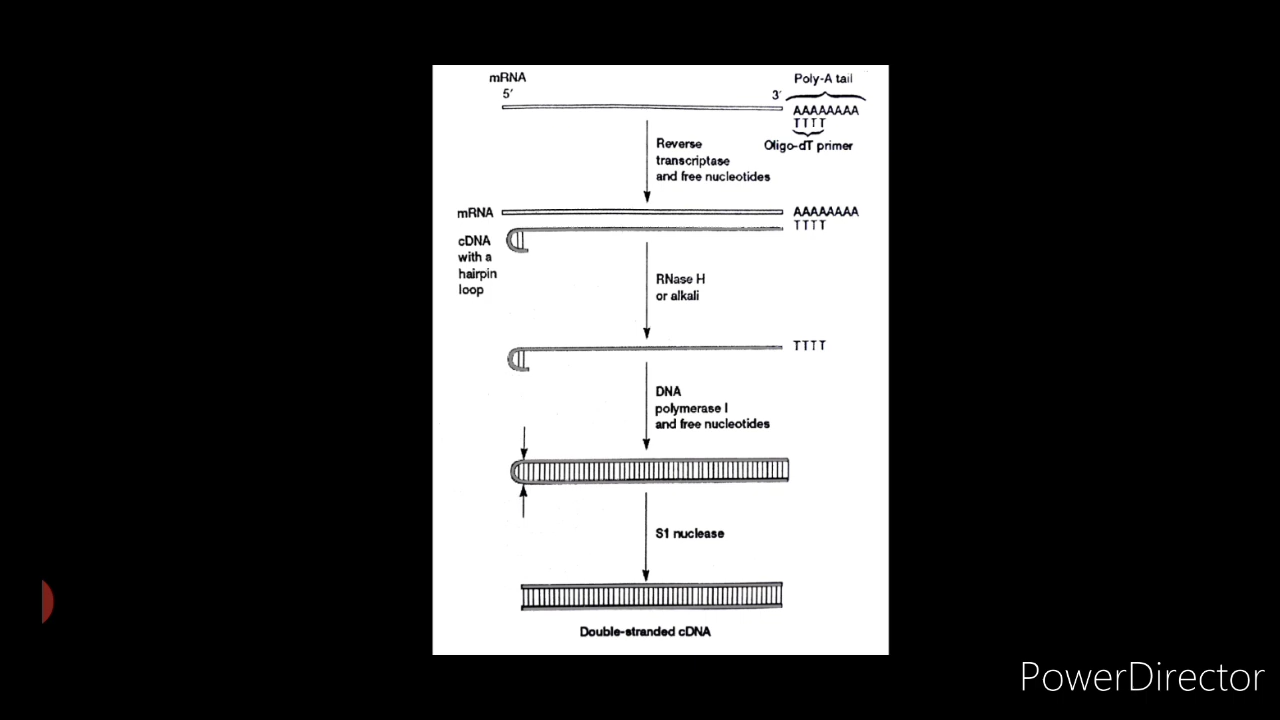 mRNA
Poly-A tail
5′
3′
AAAAAAAA
TTTT
Oligo-dT primer
Reverse
transcriptase
and free nucleotides
mRNA
AAAAAAAA
TTTT
cDNA
with a
hairpin
loop
RNase H
or alkali
TTTT
DNA
polymerase I
and free nucleotides
S1 nuclease
Double-stranded cDNA
PowerDirector